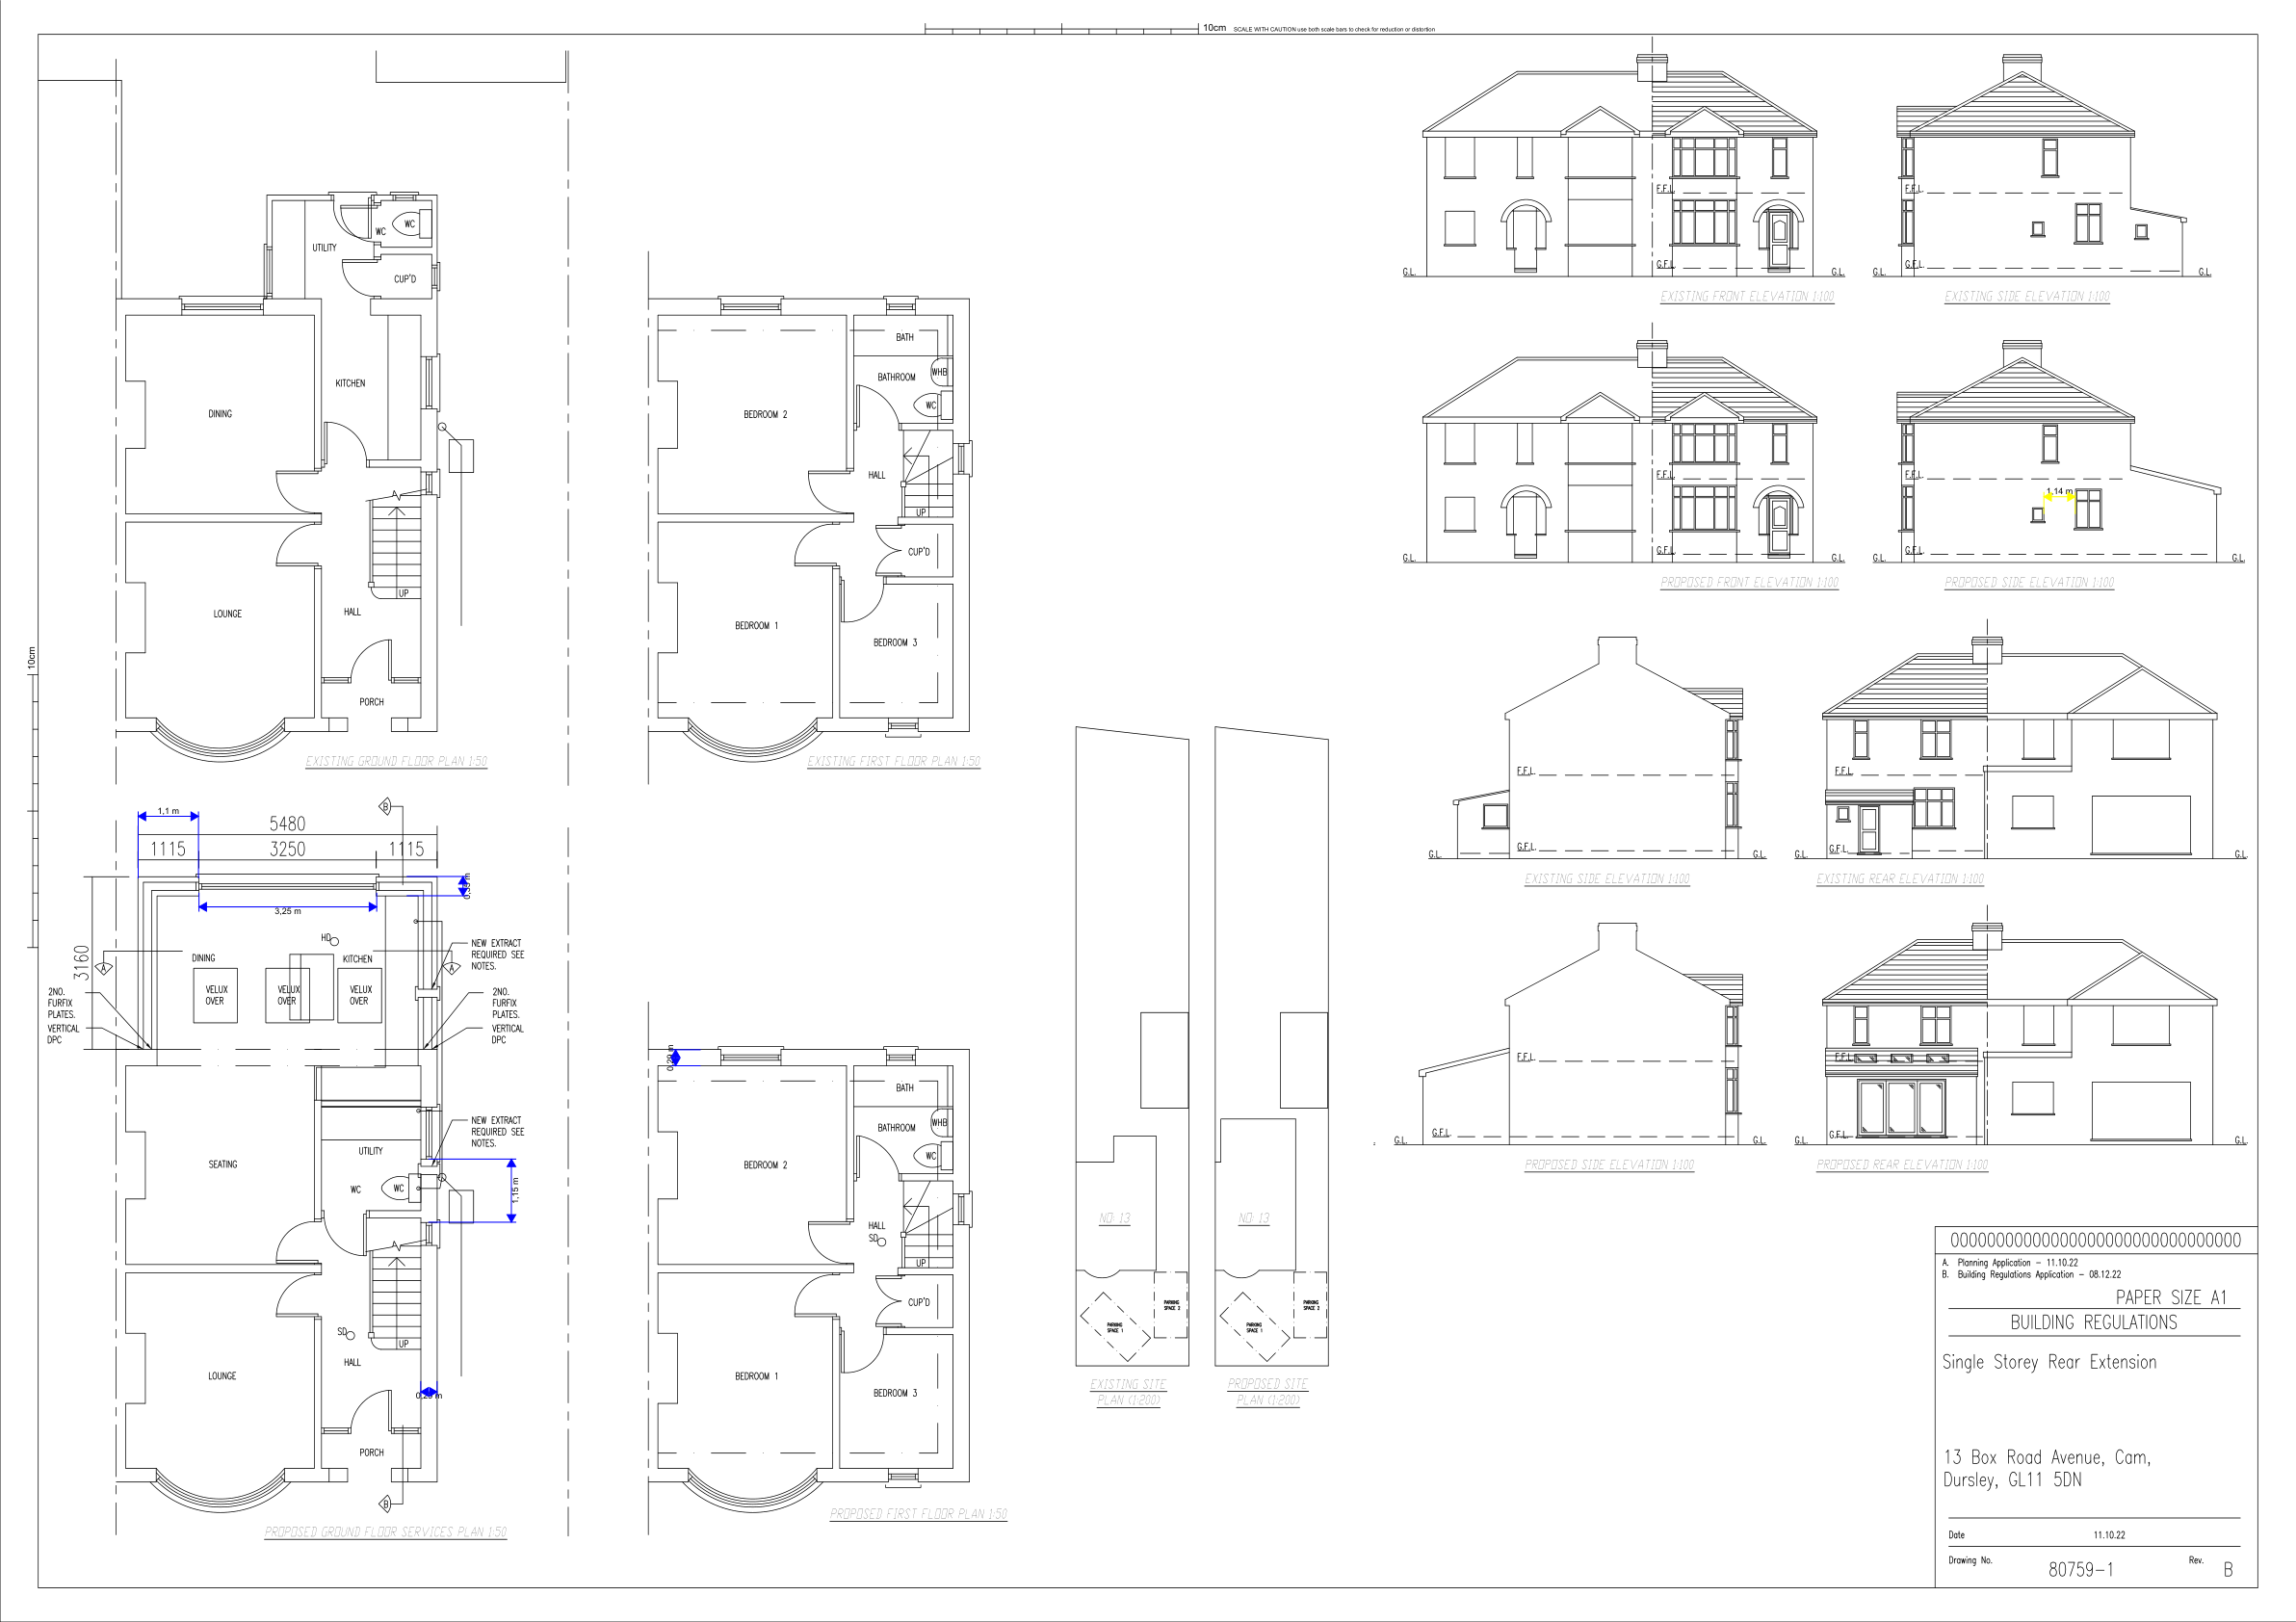 10cm SCALE WITH CAUTION use both scale bars to check for reduction or distortion
WC
WC
UTILITY
CUP'D
KITCHEN
DINING
UP
LOUNGE
HALL
PORCH
EXISTING GROUND FLOOR PLAN 1:50
BATH
WHB
BATHROOM
WC
BEDROOM 2
HALL
UP
CUP'D
BEDROOM 1
BEDROOM 3
EXISTING FIRST FLOOR PLAN 1:50
F.F.L.
G.F.L.
G.L.
G.L.
EXISTING FRONT ELEVATION 1:100
F.F.L.
G.F.L.
G.L.
G.L.
EXISTING SIDE ELEVATION 1:100
F.F.L.
G.F.L.
G.L.
G.L.
PROPOSED FRONT ELEVATION 1:100
F.F.L.
1,14 m
G.F.L.
G.L.
G.L.
PROPOSED SIDE ELEVATION 1:100
F.F.L.
G.F.L.
G.L.
G.L.
EXISTING SIDE ELEVATION 1:100
F.F.L.
G.F.L.
G.L.
G.L.
EXISTING REAR ELEVATION 1:100
F.F.L.
G.F.L.
G.L.
G.L.
PROPOSED SIDE ELEVATION 1:100
F.F.L.
G.F.L.
G.L.
G.L.
PROPOSED REAR ELEVATION 1:100
10cm
B
1,1 m
5480
1115
3250
1115
3,25 m
3160
HD
DINING
KITCHEN
A
A
VELUX
OVER
VELUX
OVER
VELUX
OVER
NEW EXTRACT
REQUIRED SEE
NOTES.
2NO.
FURFIX
PLATES.
VERTICAL
DPC
2NO.
FURFIX
PLATES.
VERTICAL
DPC
NEW EXTRACT
REQUIRED SEE
NOTES.
UTILITY
SEATING
WC
WC
1,15 m
SD
UP
HALL
LOUNGE
PORCH
B
PROPOSED GROUND FLOOR SERVICES PLAN 1:50
0,29 m
BATH
WHB
BATHROOM
WC
BEDROOM 2
HALL
SD
UP
CUP'D
BEDROOM 1
BEDROOM 3
PROPOSED FIRST FLOOR PLAN 1:50
NO: 13
PARKING
SPACE 2
PARKING
SPACE 1
EXISTING SITE
PLAN (1:200)
NO: 13
PARKING
SPACE 2
PARKING
SPACE 1
PROPOSED SITE
PLAN (1:200)
00000000000000000000000000000000
A. Planning Application - 11.10.22
B. Building Regulations Application - 08.12.22
PAPER SIZE A1
BUILDING REGULATIONS
Single Storey Rear Extension
13 Box Road Avenue, Cam,
Dursley, GL11 5DN
Date 11.10.22
Drawing No. 80759-1 Rev. B